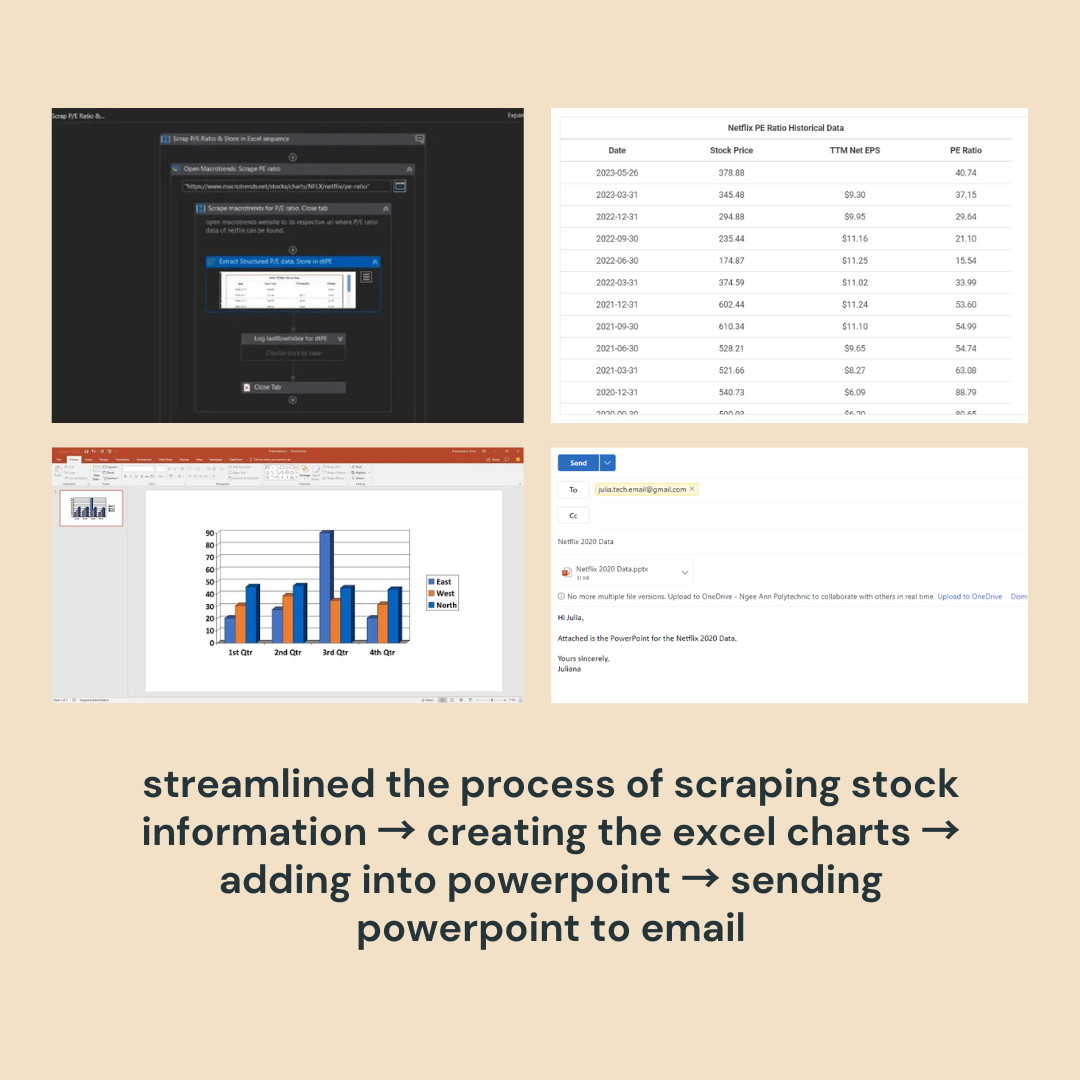 Scrap P/E Ratio &...
Expan
Scrap P/E Ratio & Store in Excel sequence
Open Macrotrends. Scrape PE ratio
"https://www.macrotrends.net/stocks/charts/NFLX/netflix/pe-ratio"
Scrape macrotrends for P/E ratio. Close tab
open macrotrends website to its respective url where P/E ratio
data of netflix can be found.
Extract Structured P/E data. Store in dtPE
Log lastRowIndex for dtPE
Double-click to view
Close Tab
Netflix PE Ratio Historical Data
Date Stock Price TTM Net EPS PE Ratio
2023-05-26 378.88 40.74
2023-03-31 345.48 $9.30 37.15
2022-12-31 294.88 $9.95 29.64
2022-09-30 235.44 $11.16 21.10
2022-06-30 174.87 $11.25 15.54
2022-03-31 374.59 $11.02 33.99
2021-12-31 602.44 $11.24 53.60
2021-09-30 610.34 $11.10 54.99
2021-06-30 528.21 $9.65 54.74
2021-03-31 521.66 $8.27 63.08
2020-12-31 540.73 $6.09 88.79
90
80
70
60
50
40
30
20
10
0
1st Qtr 2nd Qtr 3rd Qtr 4th Qtr
East
West
North
Send
To julia.tech.email@gmail.com
Cc
Netflix 2020 Data
Netflix 2020 Data.pptx
31 KB
No more multiple file versions. Upload to OneDrive - Ngee Ann Polytechnic to collaborate with others in real time Upload to OneDrive Dism
Hi Julia,
Attached is the PowerPoint for the Netflix 2020 Data.
Yours sincerely,
Juliana
streamlined the process of scraping stock
information → creating the excel charts →
adding into powerpoint → sending
powerpoint to email